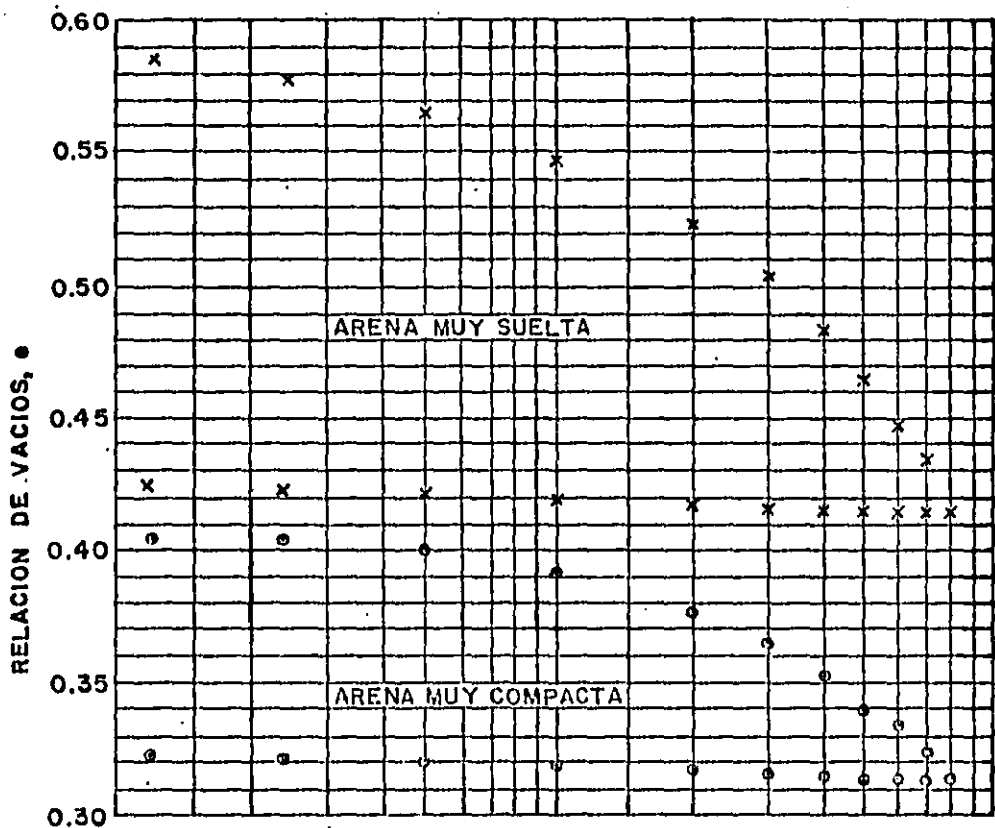 0.60
0.55
0.50
ARENA MUY SUELTA
RELACION DE VACIOS, e
0.45
0.40
0.35
ARENA MUY COMPACTA
0.30